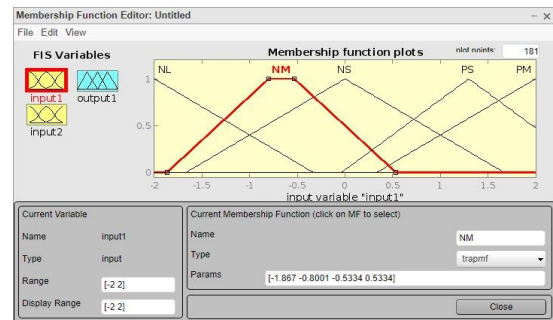 Membership Function Editor: Untitled
File Edit View
FIS Variables
input1
output1
input2
Membership function plots
plot points:
181
NL
NM
NS
PS
PM
1
0.5
0
-2
-1.5
-1
-0.5
0
0.5
1
1.5
2
input variable "input1"
Current Variable
Name
input1
Type
input
Range
[-2 2]
Display Range
[-2 2]
Current Membership Function (click on MF to select)
Name
NM
Type
trapmf
Params
[-1.867 -0.8001 -0.5334 0.5334]
Close